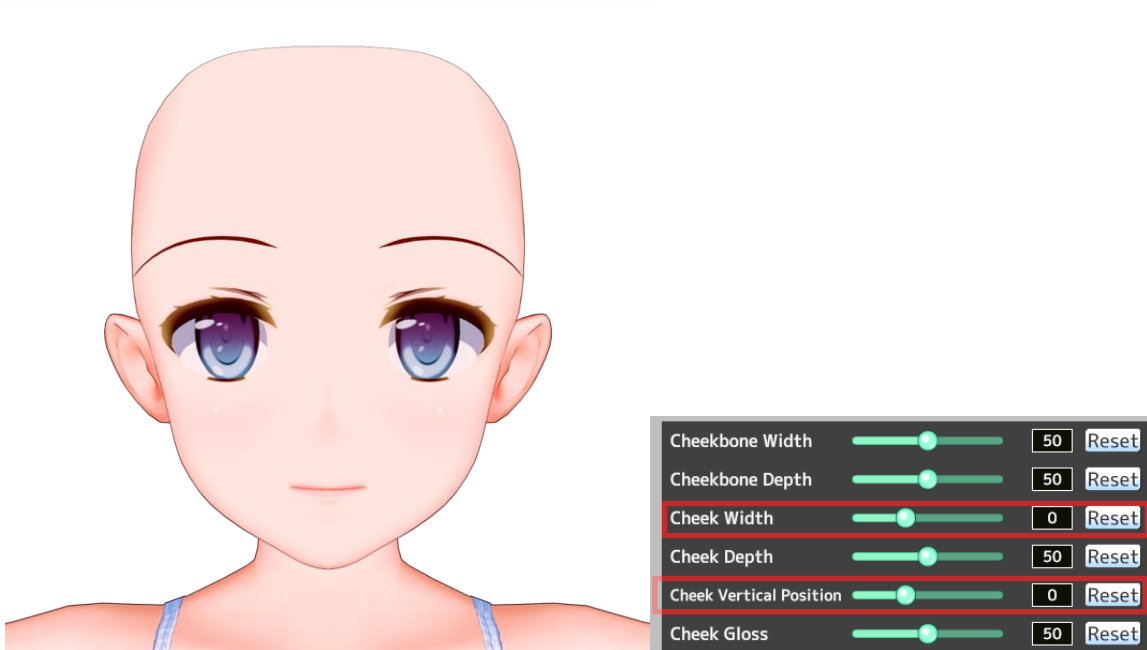 Cheekbone Width 50 Reset
Cheekbone Depth 50 Reset
Cheek Width 0 Reset
Cheek Depth 50 Reset
Cheek Vertical Position 0 Reset
Cheek Gloss 50 Reset